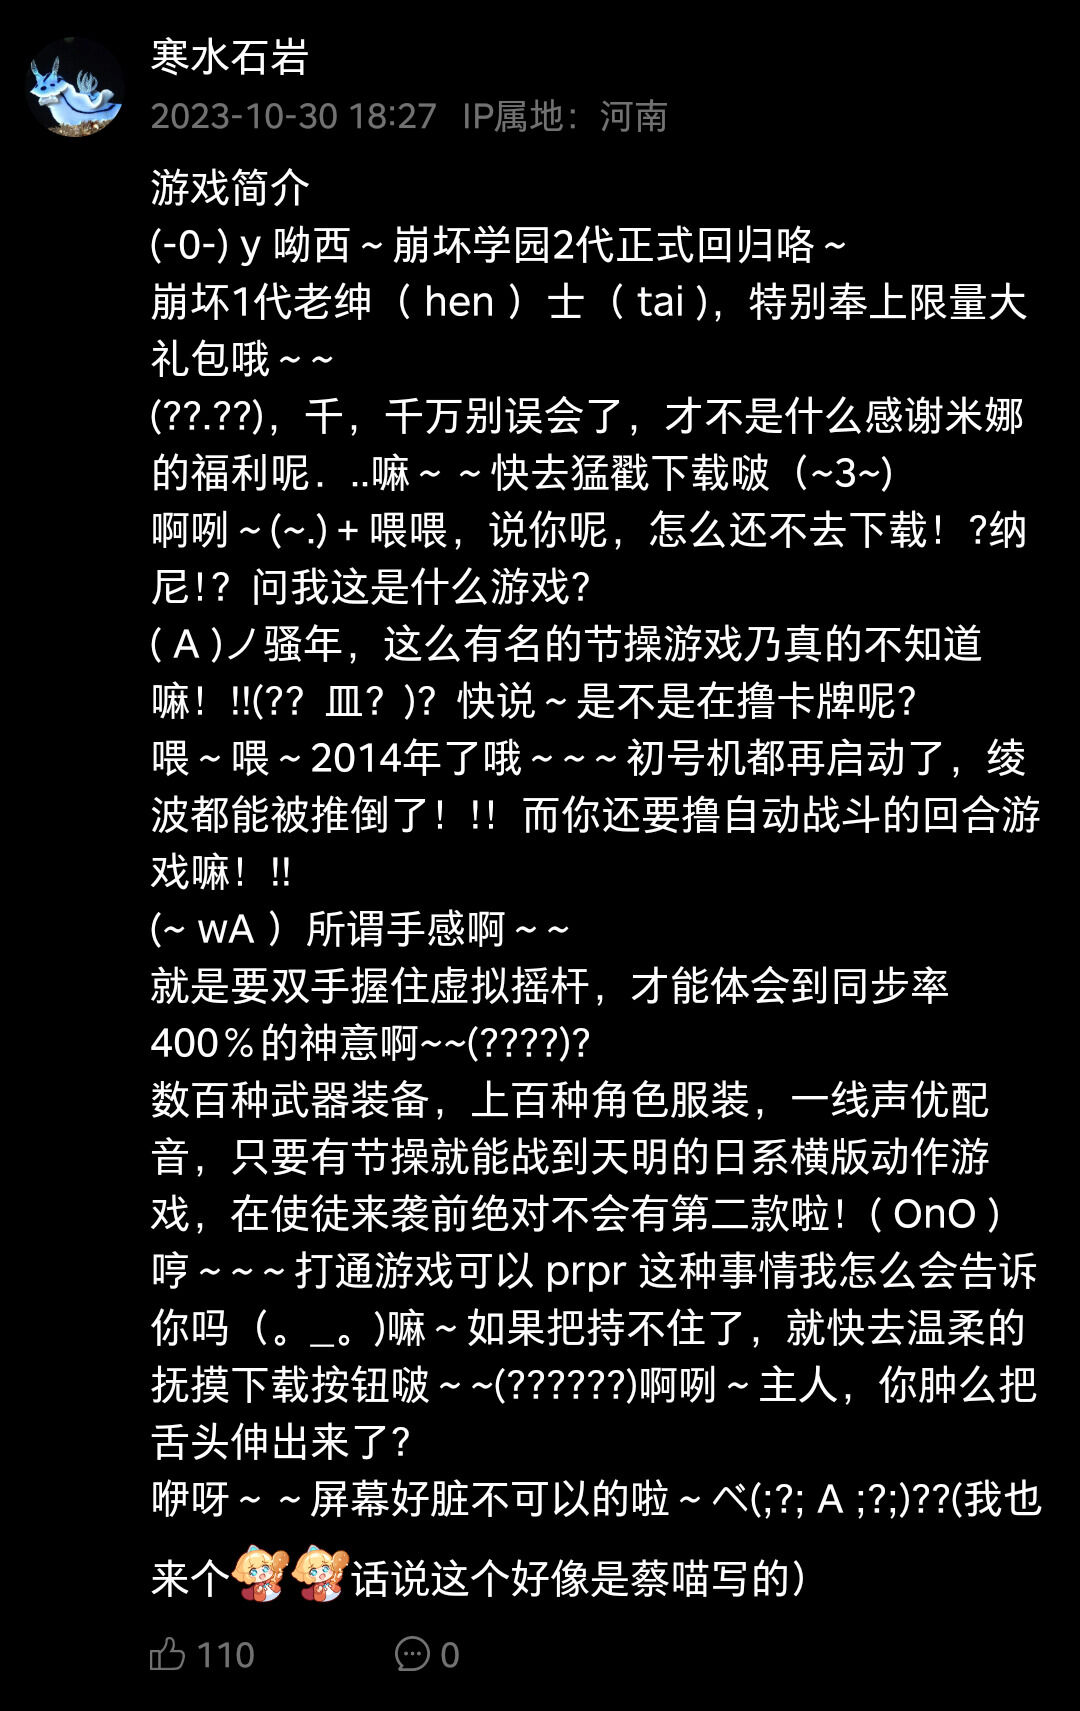 寒水石岩
2023-10-30 18:27 IP属地：河南
游戏简介
(-0-) y 呦西～崩坏学园2代正式回归咯～
崩坏1代老绅（ hen ）士（ tai )，特别奉上限量大
礼包哦～～
(??.??)，千，千万别误会了，才不是什么感谢米娜
的福利呢．..嘛～～快去猛戳下载啵（~3~)
啊咧～(~.)＋喂喂，说你呢，怎么还不去下载！?纳
尼!？问我这是什么游戏?
( A )ノ骚年，这么有名的节操游戏乃真的不知道
嘛！!!(?？皿？)？快说～是不是在撸卡牌呢?
喂～喂～2014年了哦～～～初号机都再启动了，绫
波都能被推倒了！!！而你还要撸自动战斗的回合游
戏嘛！!!
(~ wA ）所谓手感啊～～
就是要双手握住虚拟摇杆，才能体会到同步率
400％的神意啊~~(????)?
数百种武器装备，上百种角色服装，一线声优配
音，只要有节操就能战到天明的日系横版动作游
戏，在使徒来袭前绝对不会有第二款啦!（ OnO ）
哼～～～打通游戏可以 prpr 这种事情我怎么会告诉
你吗（。_。)嘛～如果把持不住了，就快去温柔的
抚摸下载按钮啵～~(??????)啊咧～主人，你肿么把
舌头伸出来了?
咿呀～～屏幕好脏不可以的啦～べ(;?; A ;?;)??(我也
来个话说这个好像是蔡喵写的）
110 0